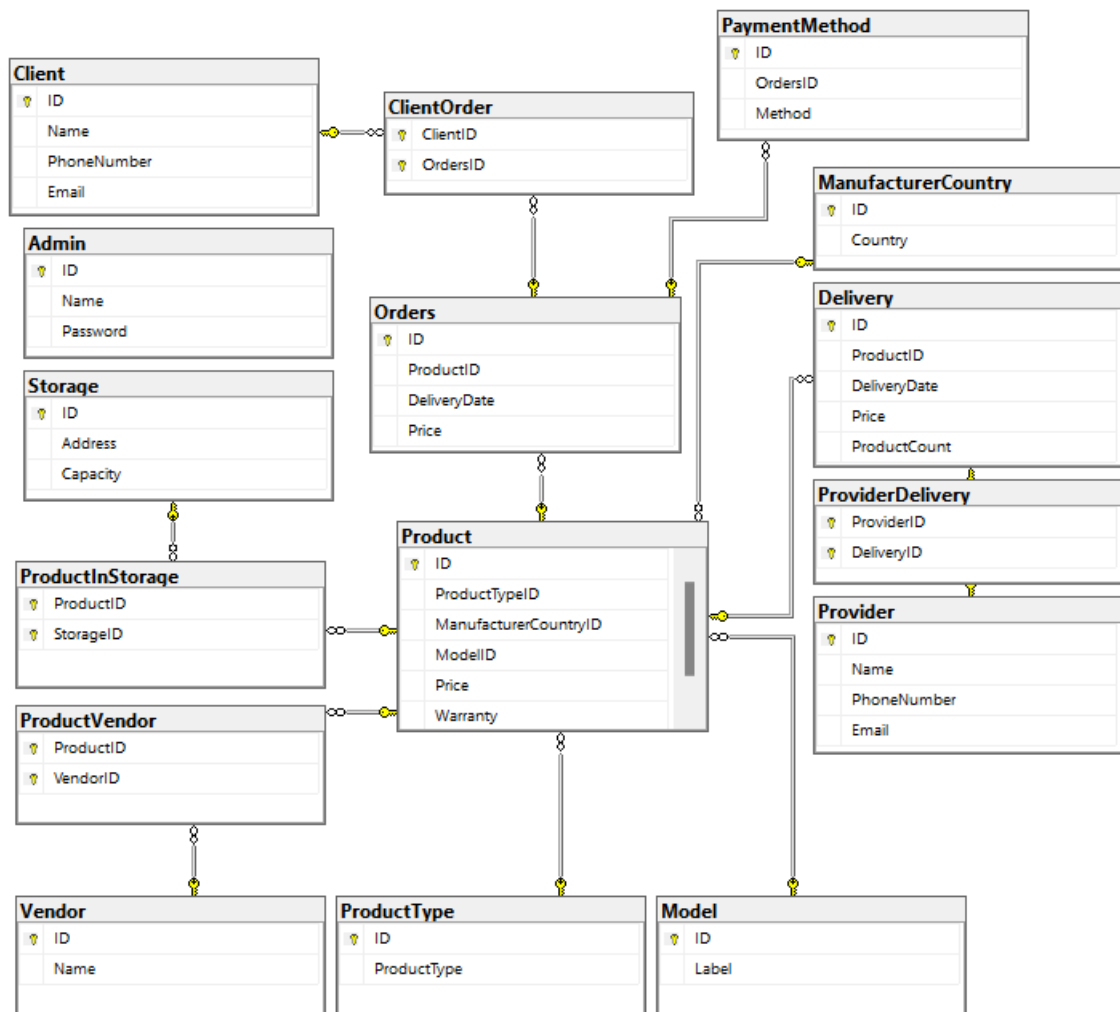 PaymentMethod
ID
OrdersID
Method
Client
ID
Name
PhoneNumber
Email
ClientOrder
ClientID
OrdersID
ManufacturerCountry
ID
Country
Admin
ID
Name
Password
Delivery
ID
ProductID
DeliveryDate
Price
ProductCount
Orders
ID
ProductID
DeliveryDate
Price
Storage
ID
Address
Capacity
ProviderDelivery
ProviderID
DeliveryID
Product
ID
ProductTypeID
ManufacturerCountryID
ModelID
Price
Warranty
ProductInStorage
ProductID
StorageID
Provider
ID
Name
PhoneNumber
Email
ProductVendor
ProductID
VendorID
Vendor
ID
Name
ProductType
ID
ProductType
Model
ID
Label